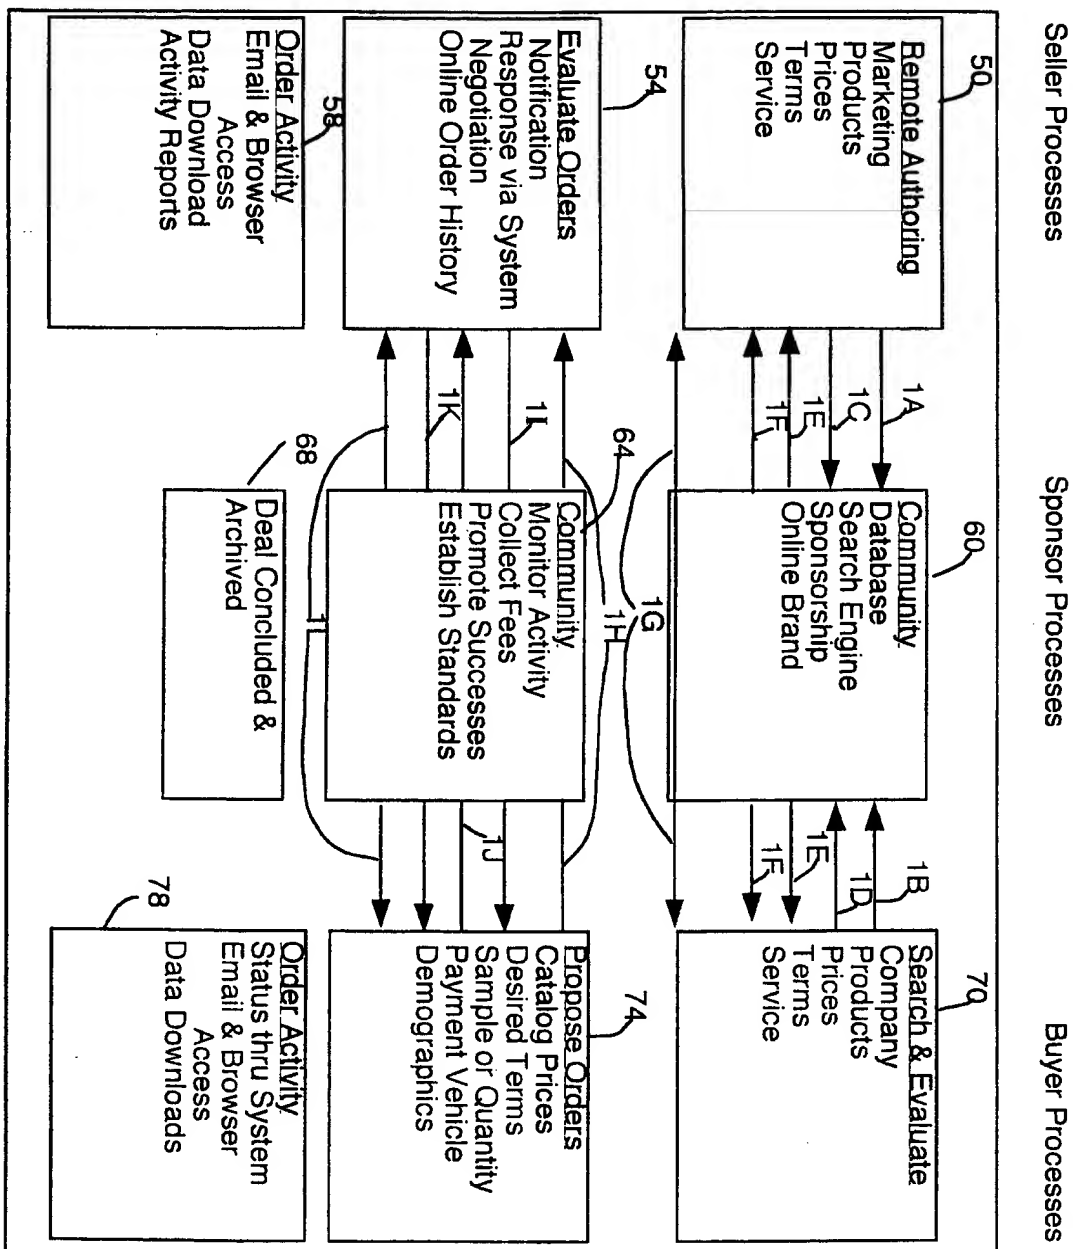 Seller Processes
Sponsor Processes
Buyer Processes
50
Remote Authoring
Marketing
Products
Prices
Terms
Service
1A
1C
1E
1F
60
Community
Database
Search Engine
Sponsorship
Online Brand
1B
1D
1E
1F
70
Search & Evaluate
Company
Products
Prices
Terms
Service
1G
54
Evaluate Orders
Notification
Response via System
Negotiation
Online Order History
1H
1I
1K
1L
64
Community
Monitor Activity
Collect Fees
Promote Successes
Establish Standards
1J
74
Propose Orders
Catalog Prices
Desired Terms
Sample or Quantity
Payment Vehicle
Demographics
58
Order Activity
Email & Browser
Access
Data Download
Activity Reports
68
Deal Concluded &
Archived
78
Order Activity
Status thru System
Email & Browser
Access
Data Downloads